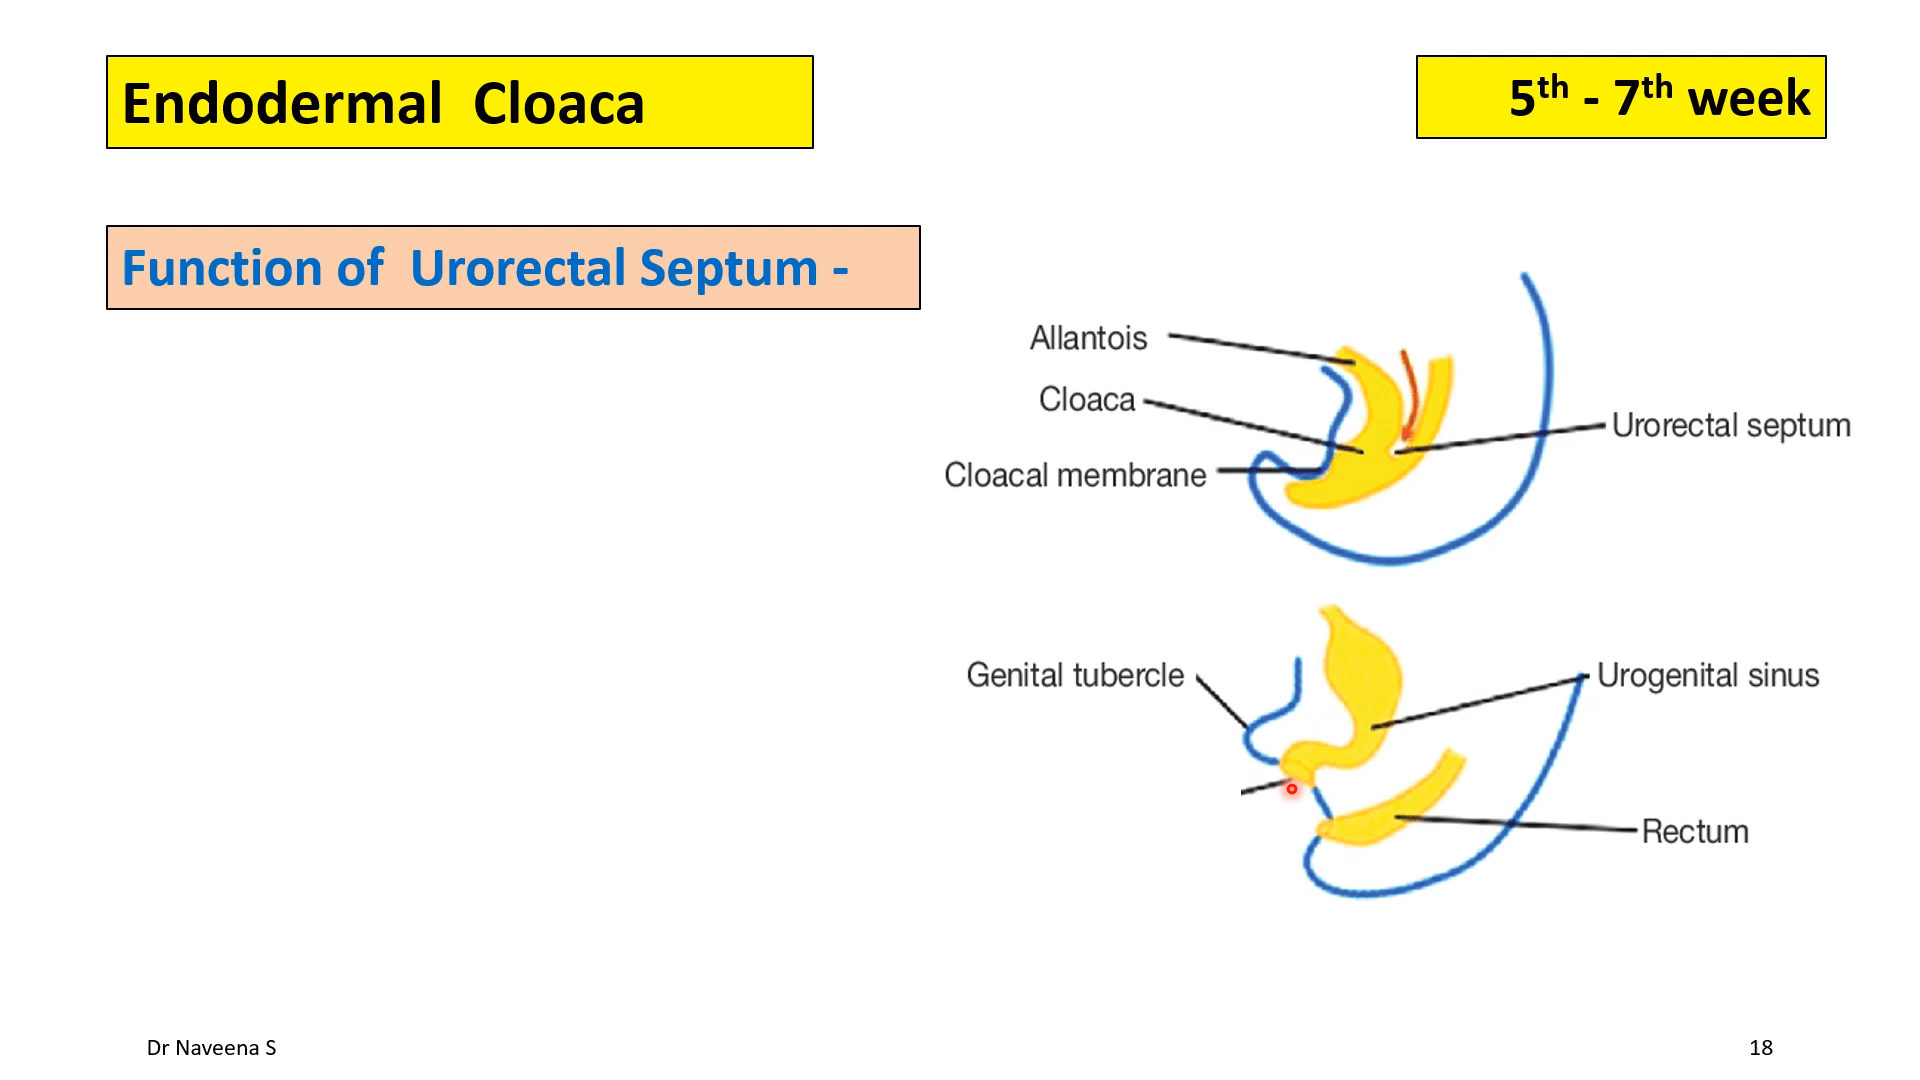 Endodermal Cloaca
5th - 7th week
Function of Urorectal Septum -
Allantois
Cloaca
Urorectal septum
Cloacal membrane
Genital tubercle
Urogenital sinus
Rectum
Dr Naveena S
18